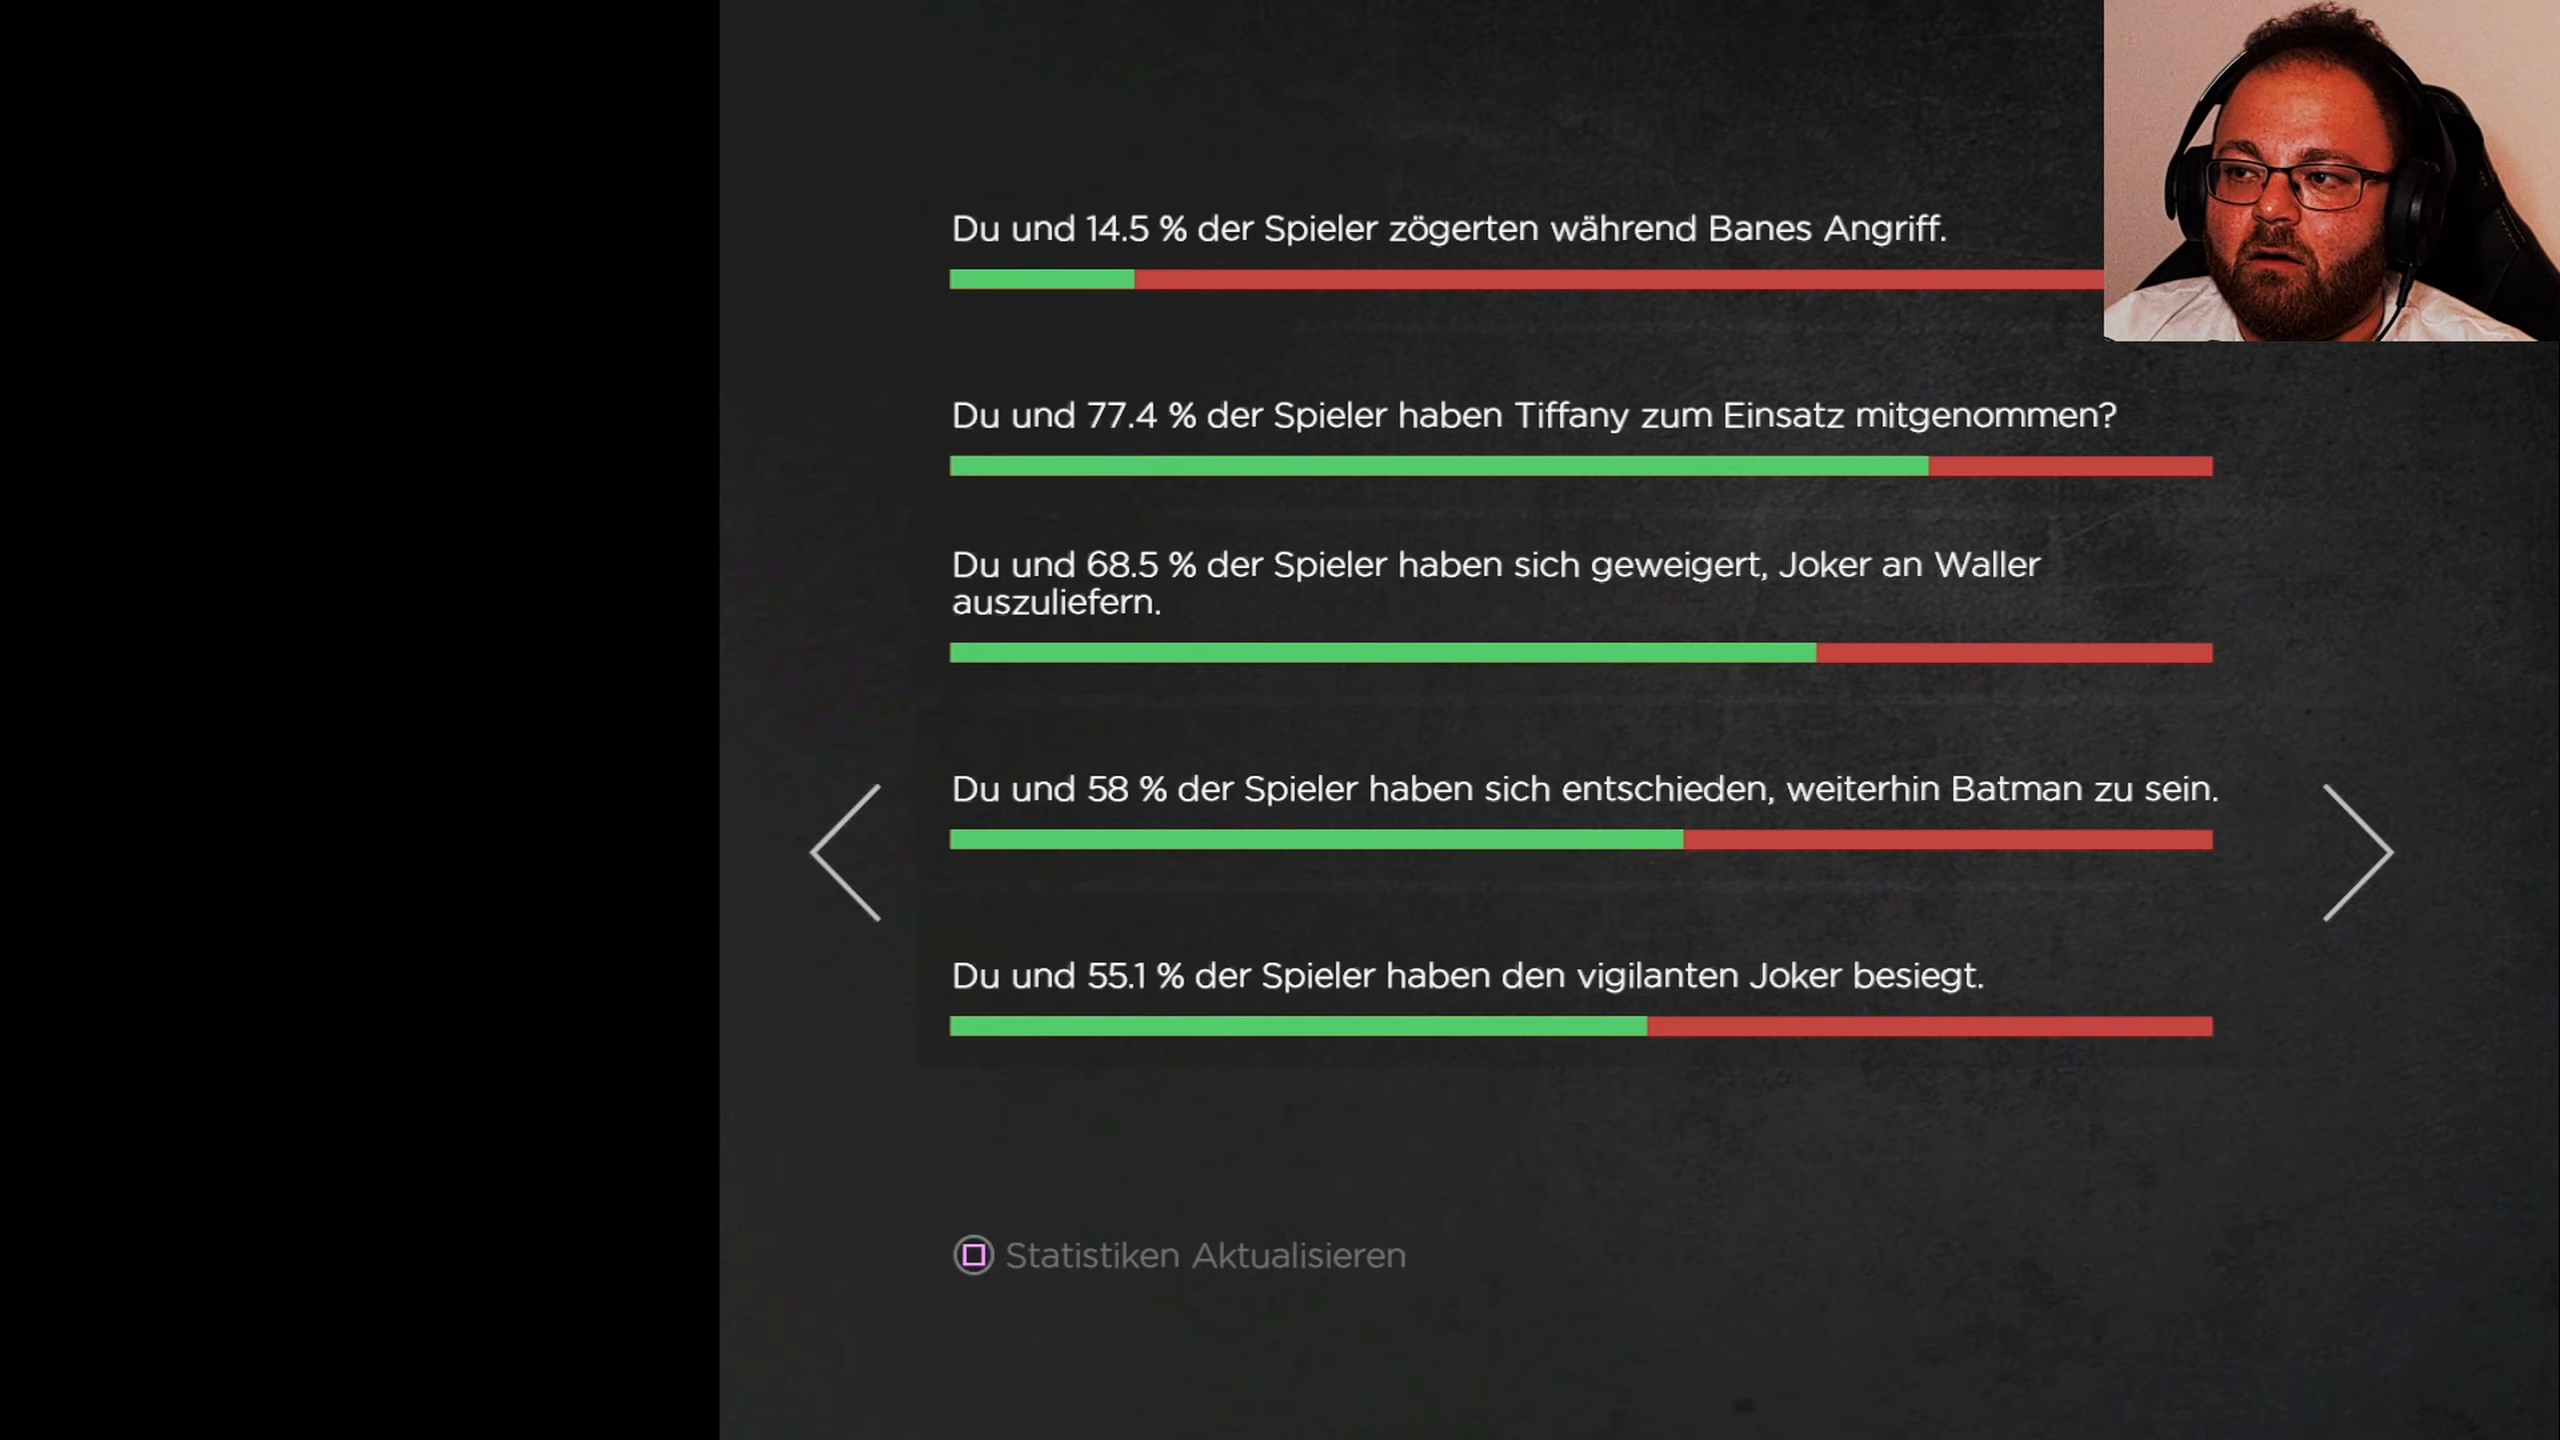 Du und 14.5 % der Spieler zögerten während Banes Angriff.
Du und 77.4 % der Spieler haben Tiffany zum Einsatz mitgenommen?
Du und 68.5 % der Spieler haben sich geweigert, Joker an Waller
auszuliefern.
Du und 58 % der Spieler haben sich entschieden, weiterhin Batman zu sein.
Du und 55.1 % der Spieler haben den vigilanten Joker besiegt.
Statistiken Aktualisieren